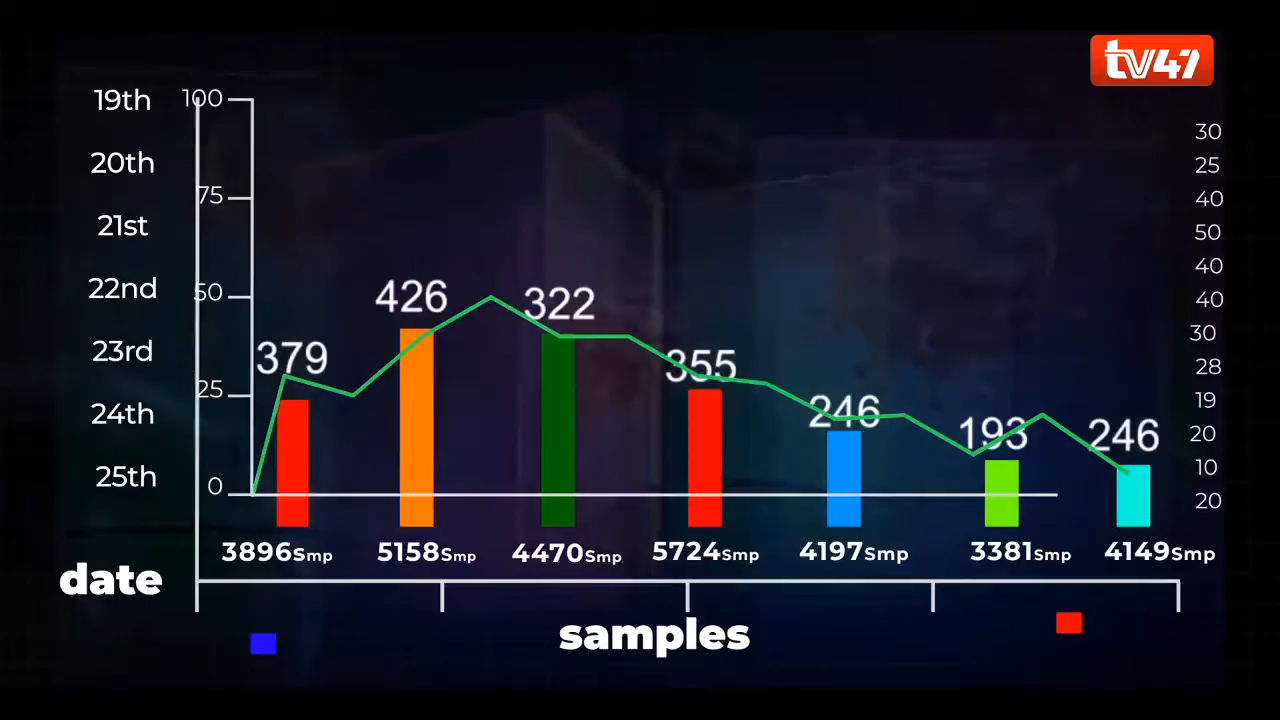 tv47
19th 100
30
20th
25
75
40
21st
50
40
22nd 50
426 322
40
30
23rd 379
355
28
25
19
24th 246
193 246
20
10
25th 0
20
3896Smp 5158Smp 4470Smp 5724Smp 4197Smp 3381Smp 4149Smp
date
samples